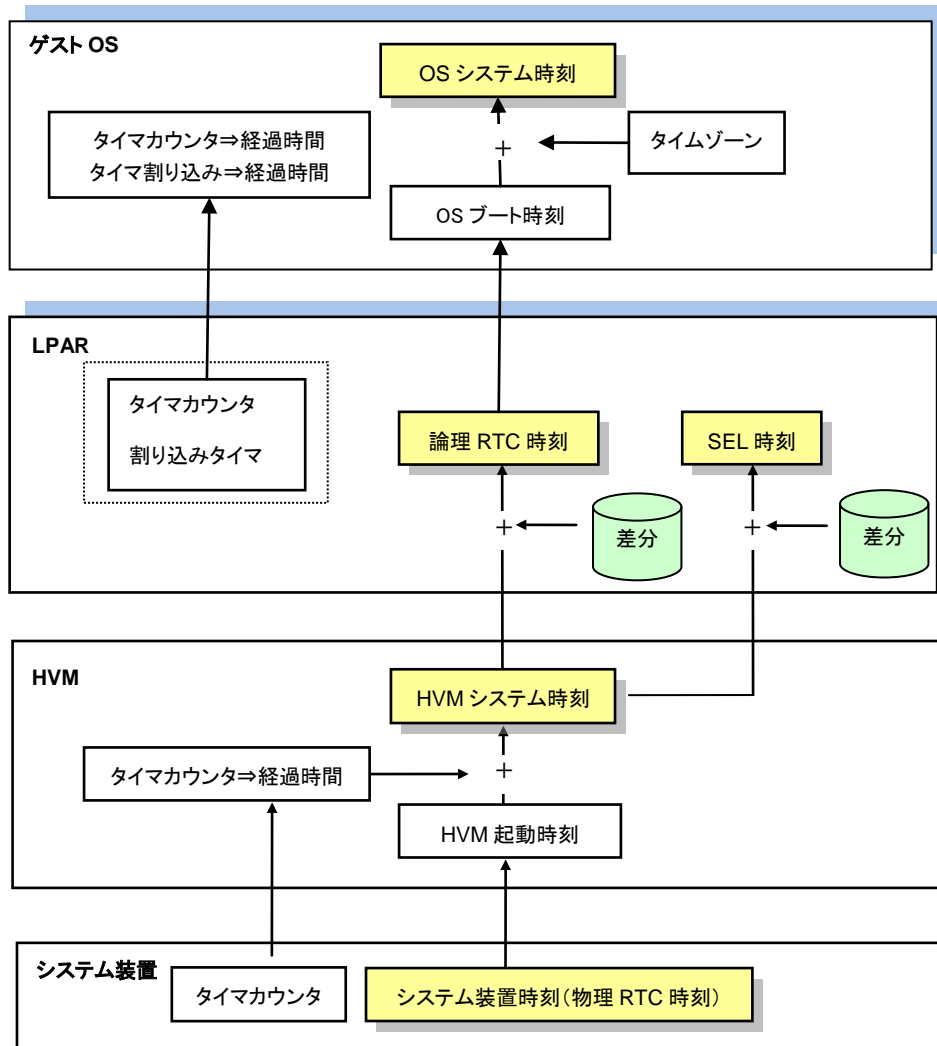 ゲスト OS
OS システム時刻
タイマカウンタ⇒経過時間
タイマ割り込み⇒経過時間
+
タイムゾーン
OS ブート時刻
LPAR
タイマカウンタ
割り込みタイマ
論理 RTC 時刻
SEL 時刻
+
差分
+
差分
HVM
HVM システム時刻
タイマカウンタ⇒経過時間
+
HVM 起動時刻
システム装置
タイマカウンタ
システム装置時刻(物理 RTC 時刻)